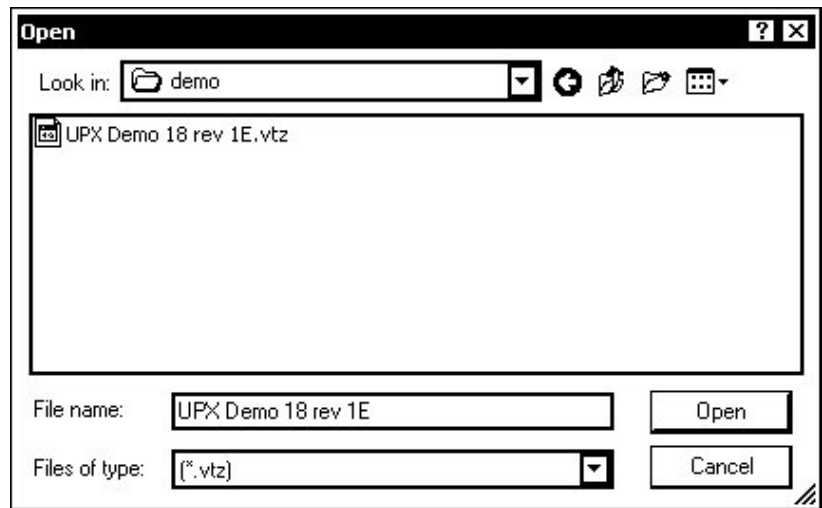 Open
Look in: demo
UPX Demo 18 rev 1E.vtz
File name: UPX Demo 18 rev 1E Open
Files of type: (*.vtz) Cancel